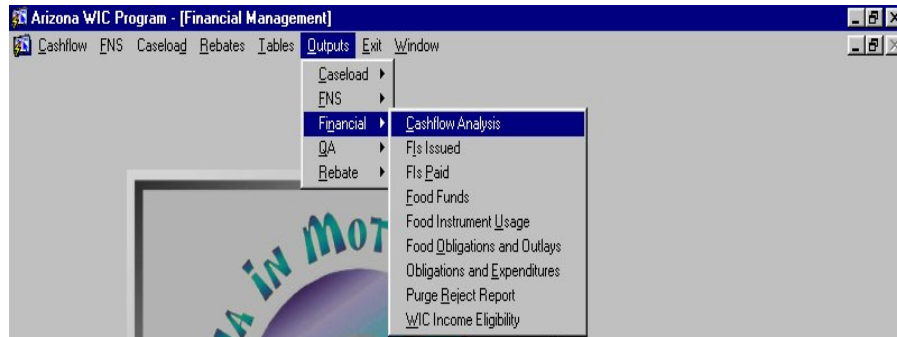 Arizona WIC Program - [Financial Management]
Cashflow FNS Caseload Rebates Tables Outputs Exit Window
Caseload
FNS
Financial
QA
Rebate
Cashflow Analysis
FIs Issued
FIs Paid
Food Funds
Food Instrument Usage
Food Obligations and Outlays
Obligations and Expenditures
Purge Reject Report
WIC Income Eligibility
IN